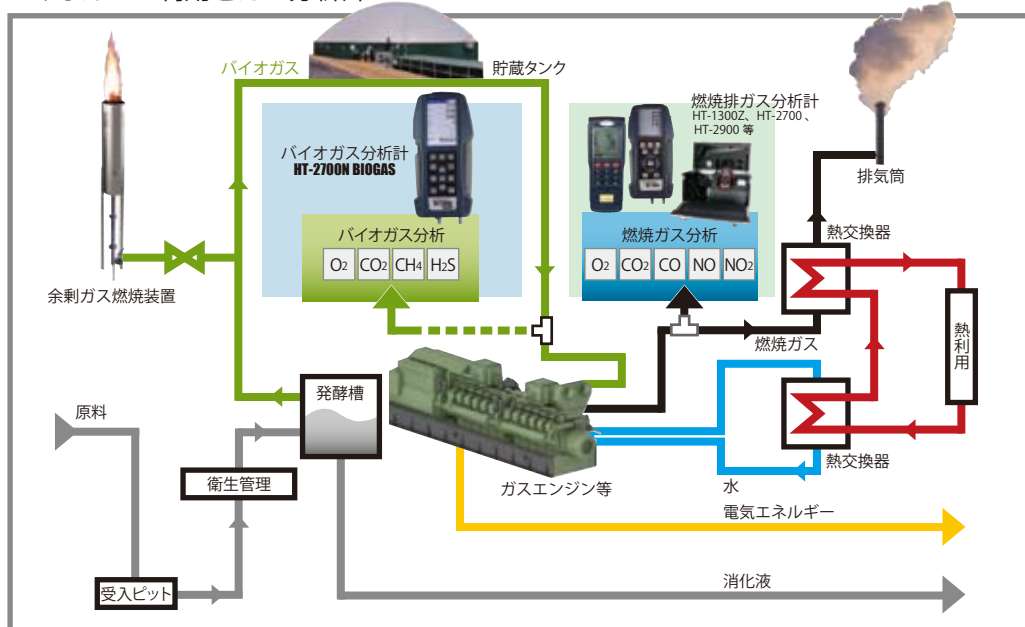 バイオガス
貯蔵タンク
燃焼排ガス分析計
HT-1300Z、HT-2700、
HT-2900 等
バイオガス分析計
HT-2700N BIOGAS
排気筒
バイオガス分析
O2 CO2 CH4 H2S
燃焼ガス分析
O2 CO2 CO NO NO2
熱交換器
余剰ガス燃焼装置
燃焼ガス
熱利用
発酵槽
原料
熱交換器
衛生管理
ガスエンジン等
水
電気エネルギー
受入ピット
消化液